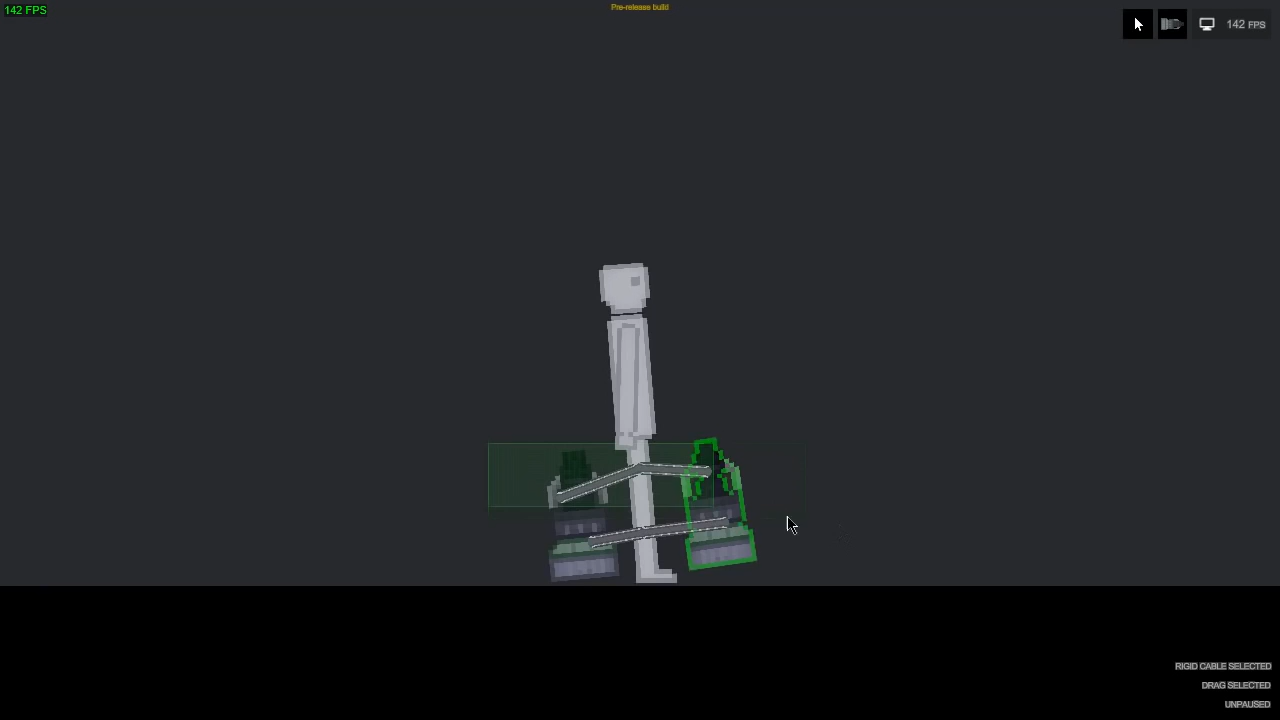 142 FPS
Pre-release build
142 FPS
RIGID CABLE SELECTED
DRAG SELECTED
UNPAUSED